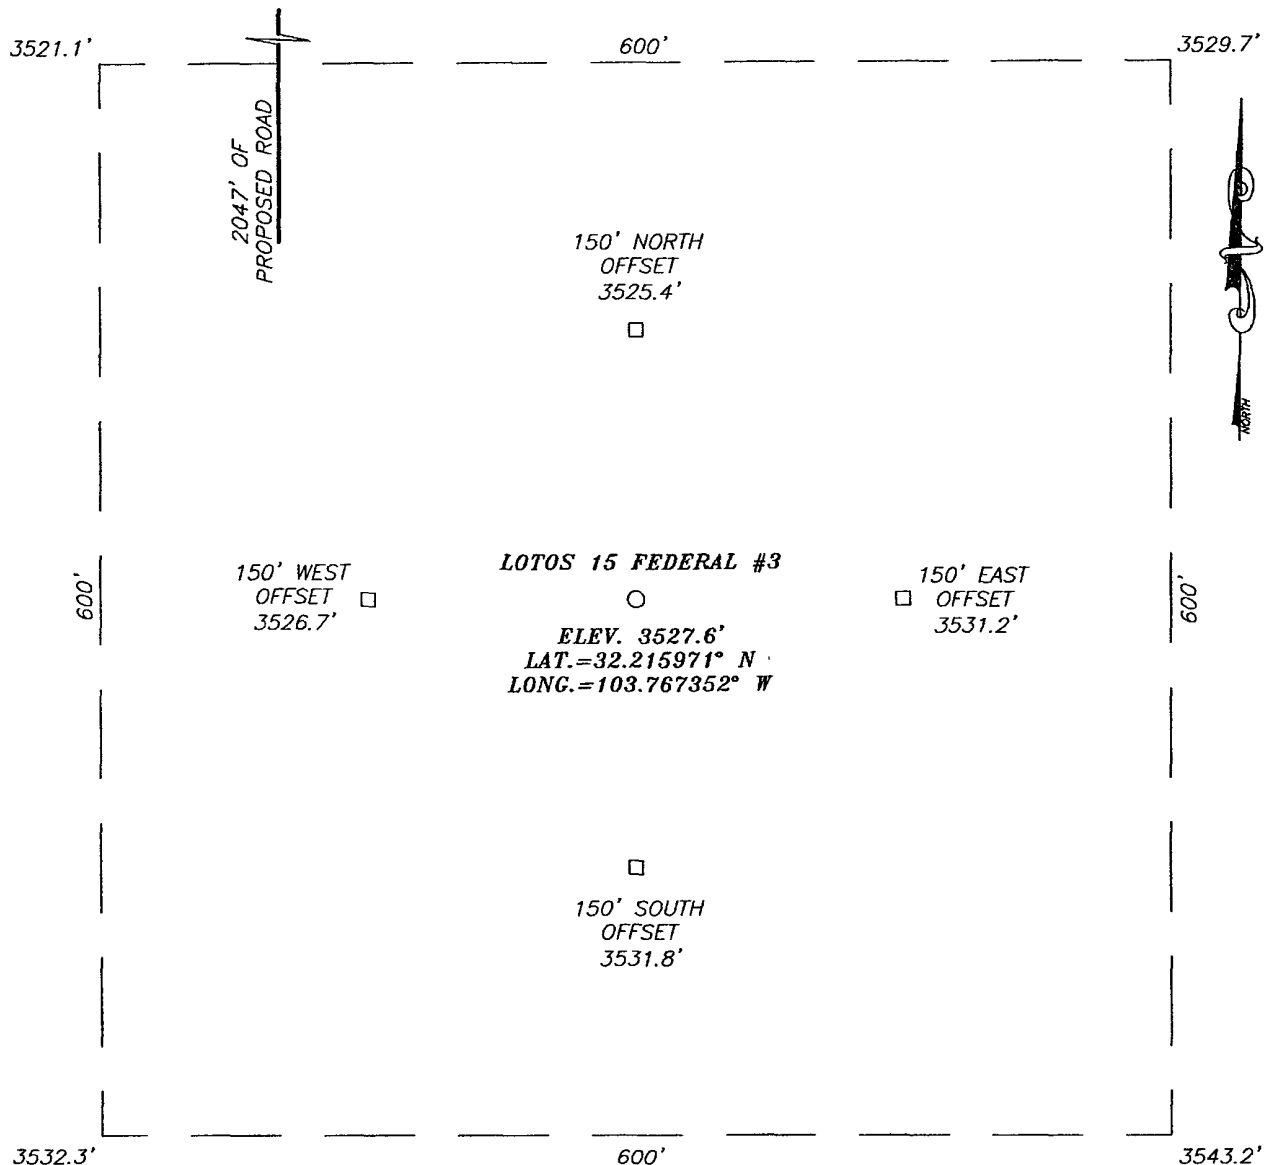 3521.1'
600'
3529.7'
2047' OF
PROPOSED ROAD
150' NORTH
OFFSET
3525.4'
NORTH
LOTOS 15 FEDERAL #3
150' WEST
OFFSET
3526.7'
150' EAST
OFFSET
3531.2'
600'
600'
ELEV. 3527.6'
LAT.=32.215971° N
LONG.=103.767352° W
150' SOUTH
OFFSET
3531.8'
3532.3'
600'
3543.2'